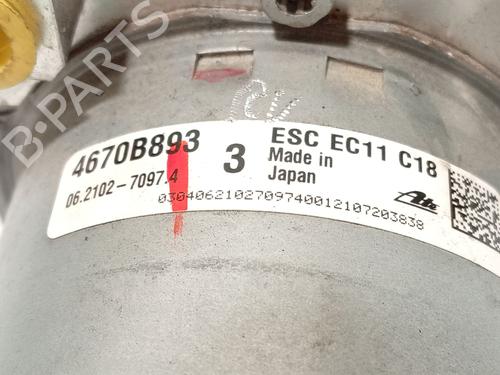 B-Parts
4670B893
06.2102-7097.4
3
ESC EC11 C18
Made in
Japan
0304062102709740012107203838
Ate